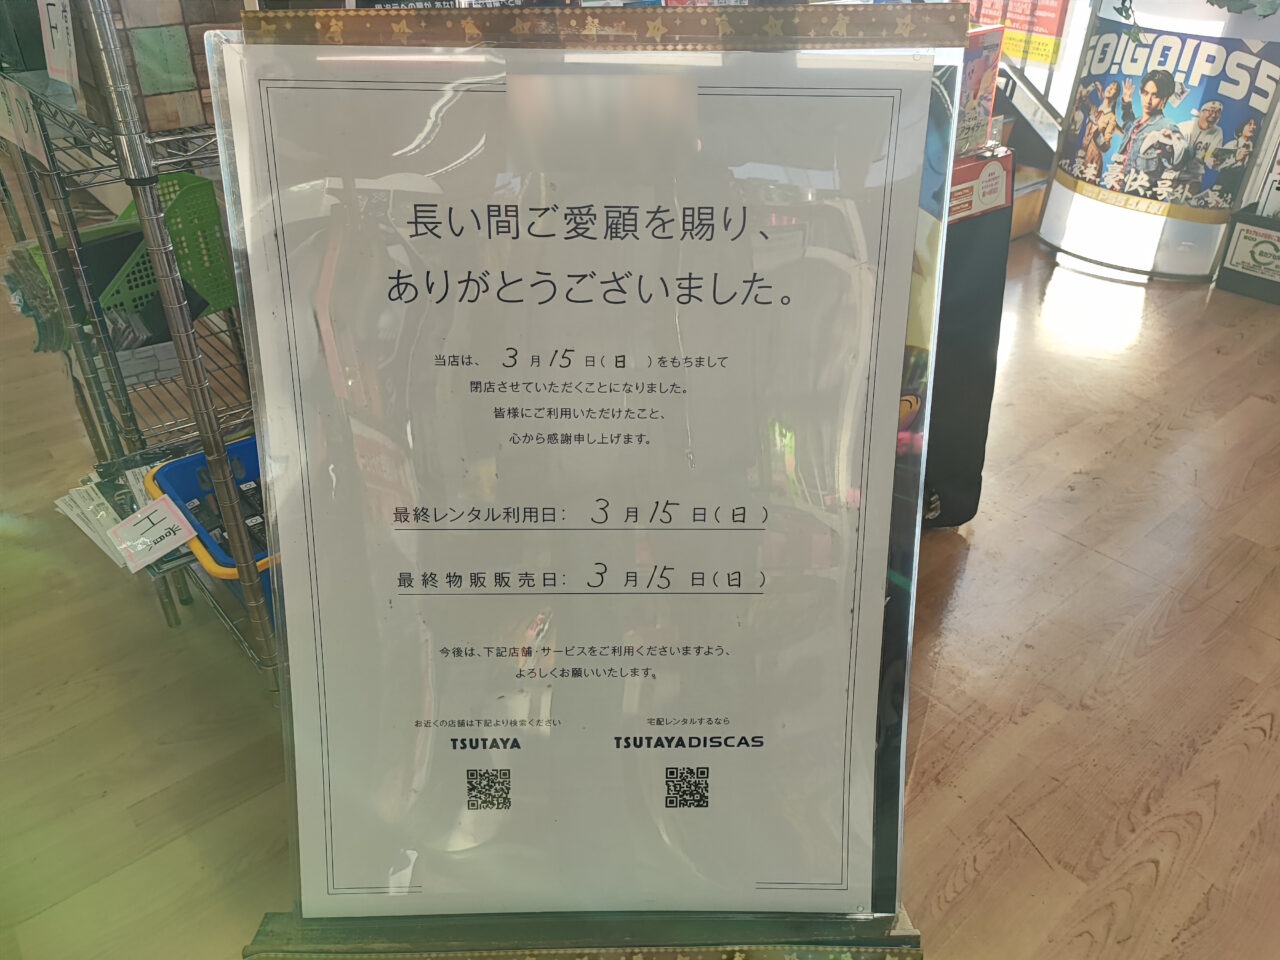 長い間ご愛顧を賜り、
ありがとうございました。
当店は、 3月15日(日)をもちまして
閉店させていただくことになりました。
皆様にご利用いただけたこと、
心から感謝申し上げます。
最終レンタル利用日: 3月15日(日)
最終物販販売日: 3月15日(日)
今後は、下記店舗・サービスをご利用くださいますよう、
よろしくお願いいたします。
お近くの店舗は下記より検索ください
TSUTAYA
宅配レンタルするなら
TSUTAYADISCAS
GO!GO!PS5